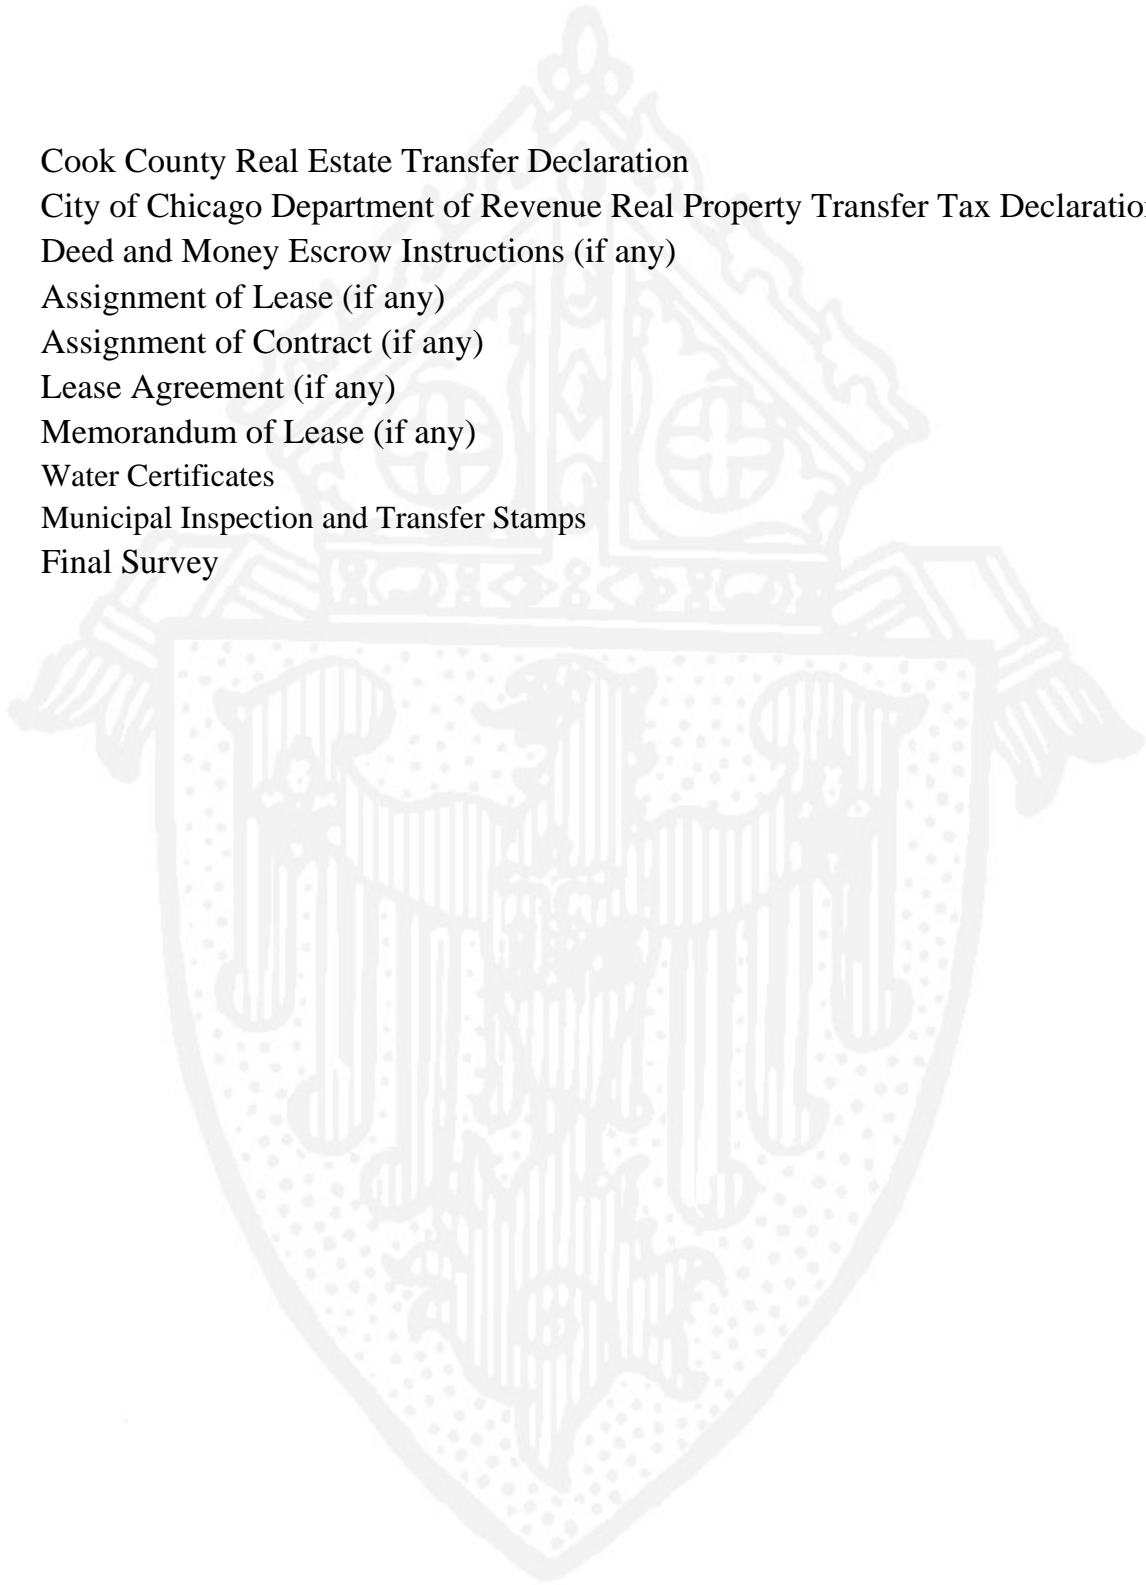 Cook County Real Estate Transfer Declaration
City of Chicago Department of Revenue Real Property Transfer Tax Declaration
Deed and Money Escrow Instructions (if any)
Assignment of Lease (if any)
Assignment of Contract (if any)
Lease Agreement (if any)
Memorandum of Lease (if any)
Water Certificates
Municipal Inspection and Transfer Stamps
Final Survey